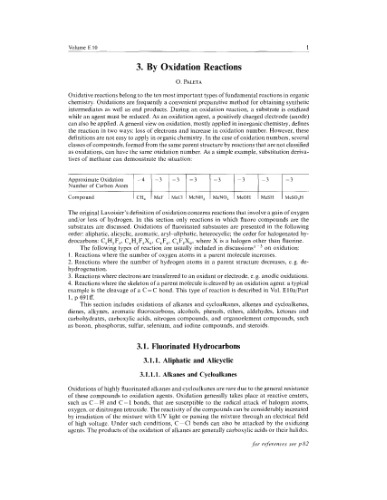 Volume E 10 1
3. By Oxidation Reactions
O. PALETA
Oxidative reactions belong to the ten most important types of fundamental reactions in organic
chemistry. Oxidations are frequently a convenient preparative method for obtaining synthetic
intermediates as well as end products. During an oxidation reaction, a substrate is oxidized
while an agent must be reduced. As an oxidation agent, a positively charged electrode (anode)
can also be applied. A general view on oxidation, mostly applied in inorganic chemistry, defines
the reaction in two ways: loss of electrons and increase in oxidation number. However, these
definitions are not easy to apply in organic chemistry. In the case of oxidation numbers, several
classes of compounds, formed from the same parent structure by reactions that are not classified
as oxidations, can have the same oxidation number. As a simple example, substitution deriva-
tives of methane can demonstrate the situation:
Approximate Oxidation −4 −3 −3 −3 −3 −3 −3 −3
Number of Carbon Atom
Compound CH₄ MeF MeCl MeNH₂ MeNO₂ MeOH MeSH MeSO₃H
The original Lavoisier's definition of oxidation concerns reactions that involve a gain of oxygen
and/or loss of hydrogen. In this section only reactions in which fluoro compounds are the
substrates are discussed. Oxidations of fluorinated substrates are presented in the following
order: aliphatic, alicyclic, aromatic, aryl-aliphatic, heterocyclic; the order for halogenated hy-
drocarbons: CₓHᵧF_z, where X is a halogen other than fluorine.
The following types of reaction are usually included in discussions on oxidation:
1. Reactions where the number of oxygen atoms in a parent molecule increases.
2. Reactions where the number of hydrogen atoms in a parent structure decreases, e.g. de-
hydrogenation.
3. Reactions where electrons are transferred to an oxidant or electrode, e.g. anodic oxidations.
4. Reactions where the skeleton of a parent molecule is cleaved by an oxidation agent: a typical
example is the cleavage of a C=C bond. This type of reaction is described in Vol. E10a/Part
1, p 691ff.
This section includes oxidations of alkanes and cycloalkanes, alkenes and cycloalkenes,
dienes, alkynes, aromatic fluorocarbons, alcohols, phenols, ethers, aldehydes, ketones and
carbohydrates, carboxylic acids, nitrogen compounds, and organoelement compounds, such
as boron, phosphorus, sulfur, selenium, and iodine compounds, and steroids.
3.1. Fluorinated Hydrocarbons
3.1.1. Aliphatic and Alicyclic
3.1.1.1. Alkanes and Cycloalkanes
Oxidations of highly fluorinated alkanes and cycloalkanes are rare due to the general resistance
of these compounds to oxidation agents. Oxidation generally takes place at reactive centers,
such as C−H and C−I bonds, that are susceptible to the radical attack of halogen atoms,
oxygen, or dinitrogen tetroxide. The reactivity of the compounds can be considerably increased
by irradiation of the mixture with UV light or passing the mixture through an electrical field
of high voltage. Under such conditions, C−Cl bonds can also be attacked by the oxidizing
agents. The products of the oxidation of alkanes are generally carboxylic acids or their halides.
for references see p 82